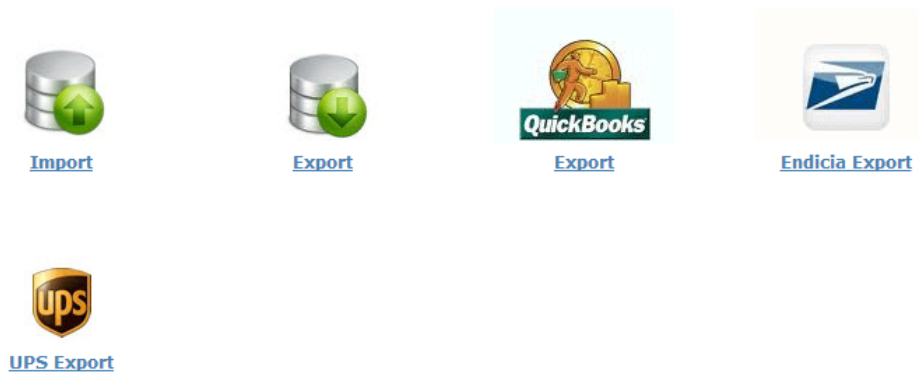 QuickBooks
Import
Export
Export
Endicia Export
ups
UPS Export